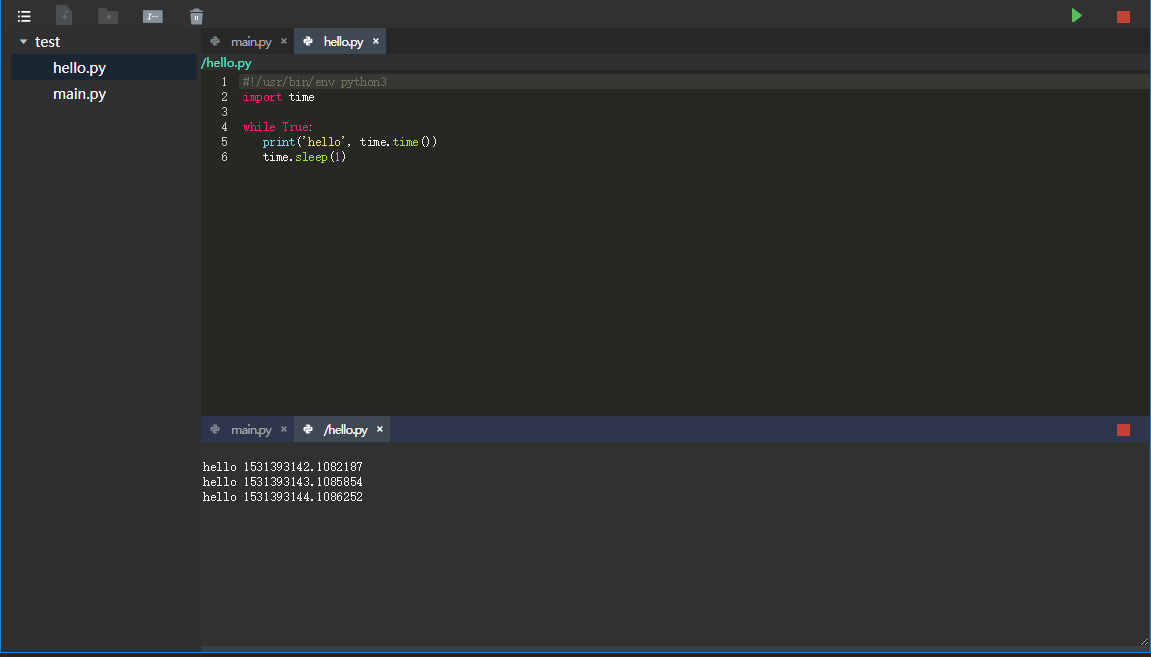 test
hello.py
main.py
main.py × hello.py ×
/hello.py
1 #!/usr/bin/env python3
2 import time
3
4 while True:
5    print('hello', time.time())
6    time.sleep(1)
main.py × /hello.py ×
hello 1531393142.1082187
hello 1531393143.1085854
hello 1531393144.1086252